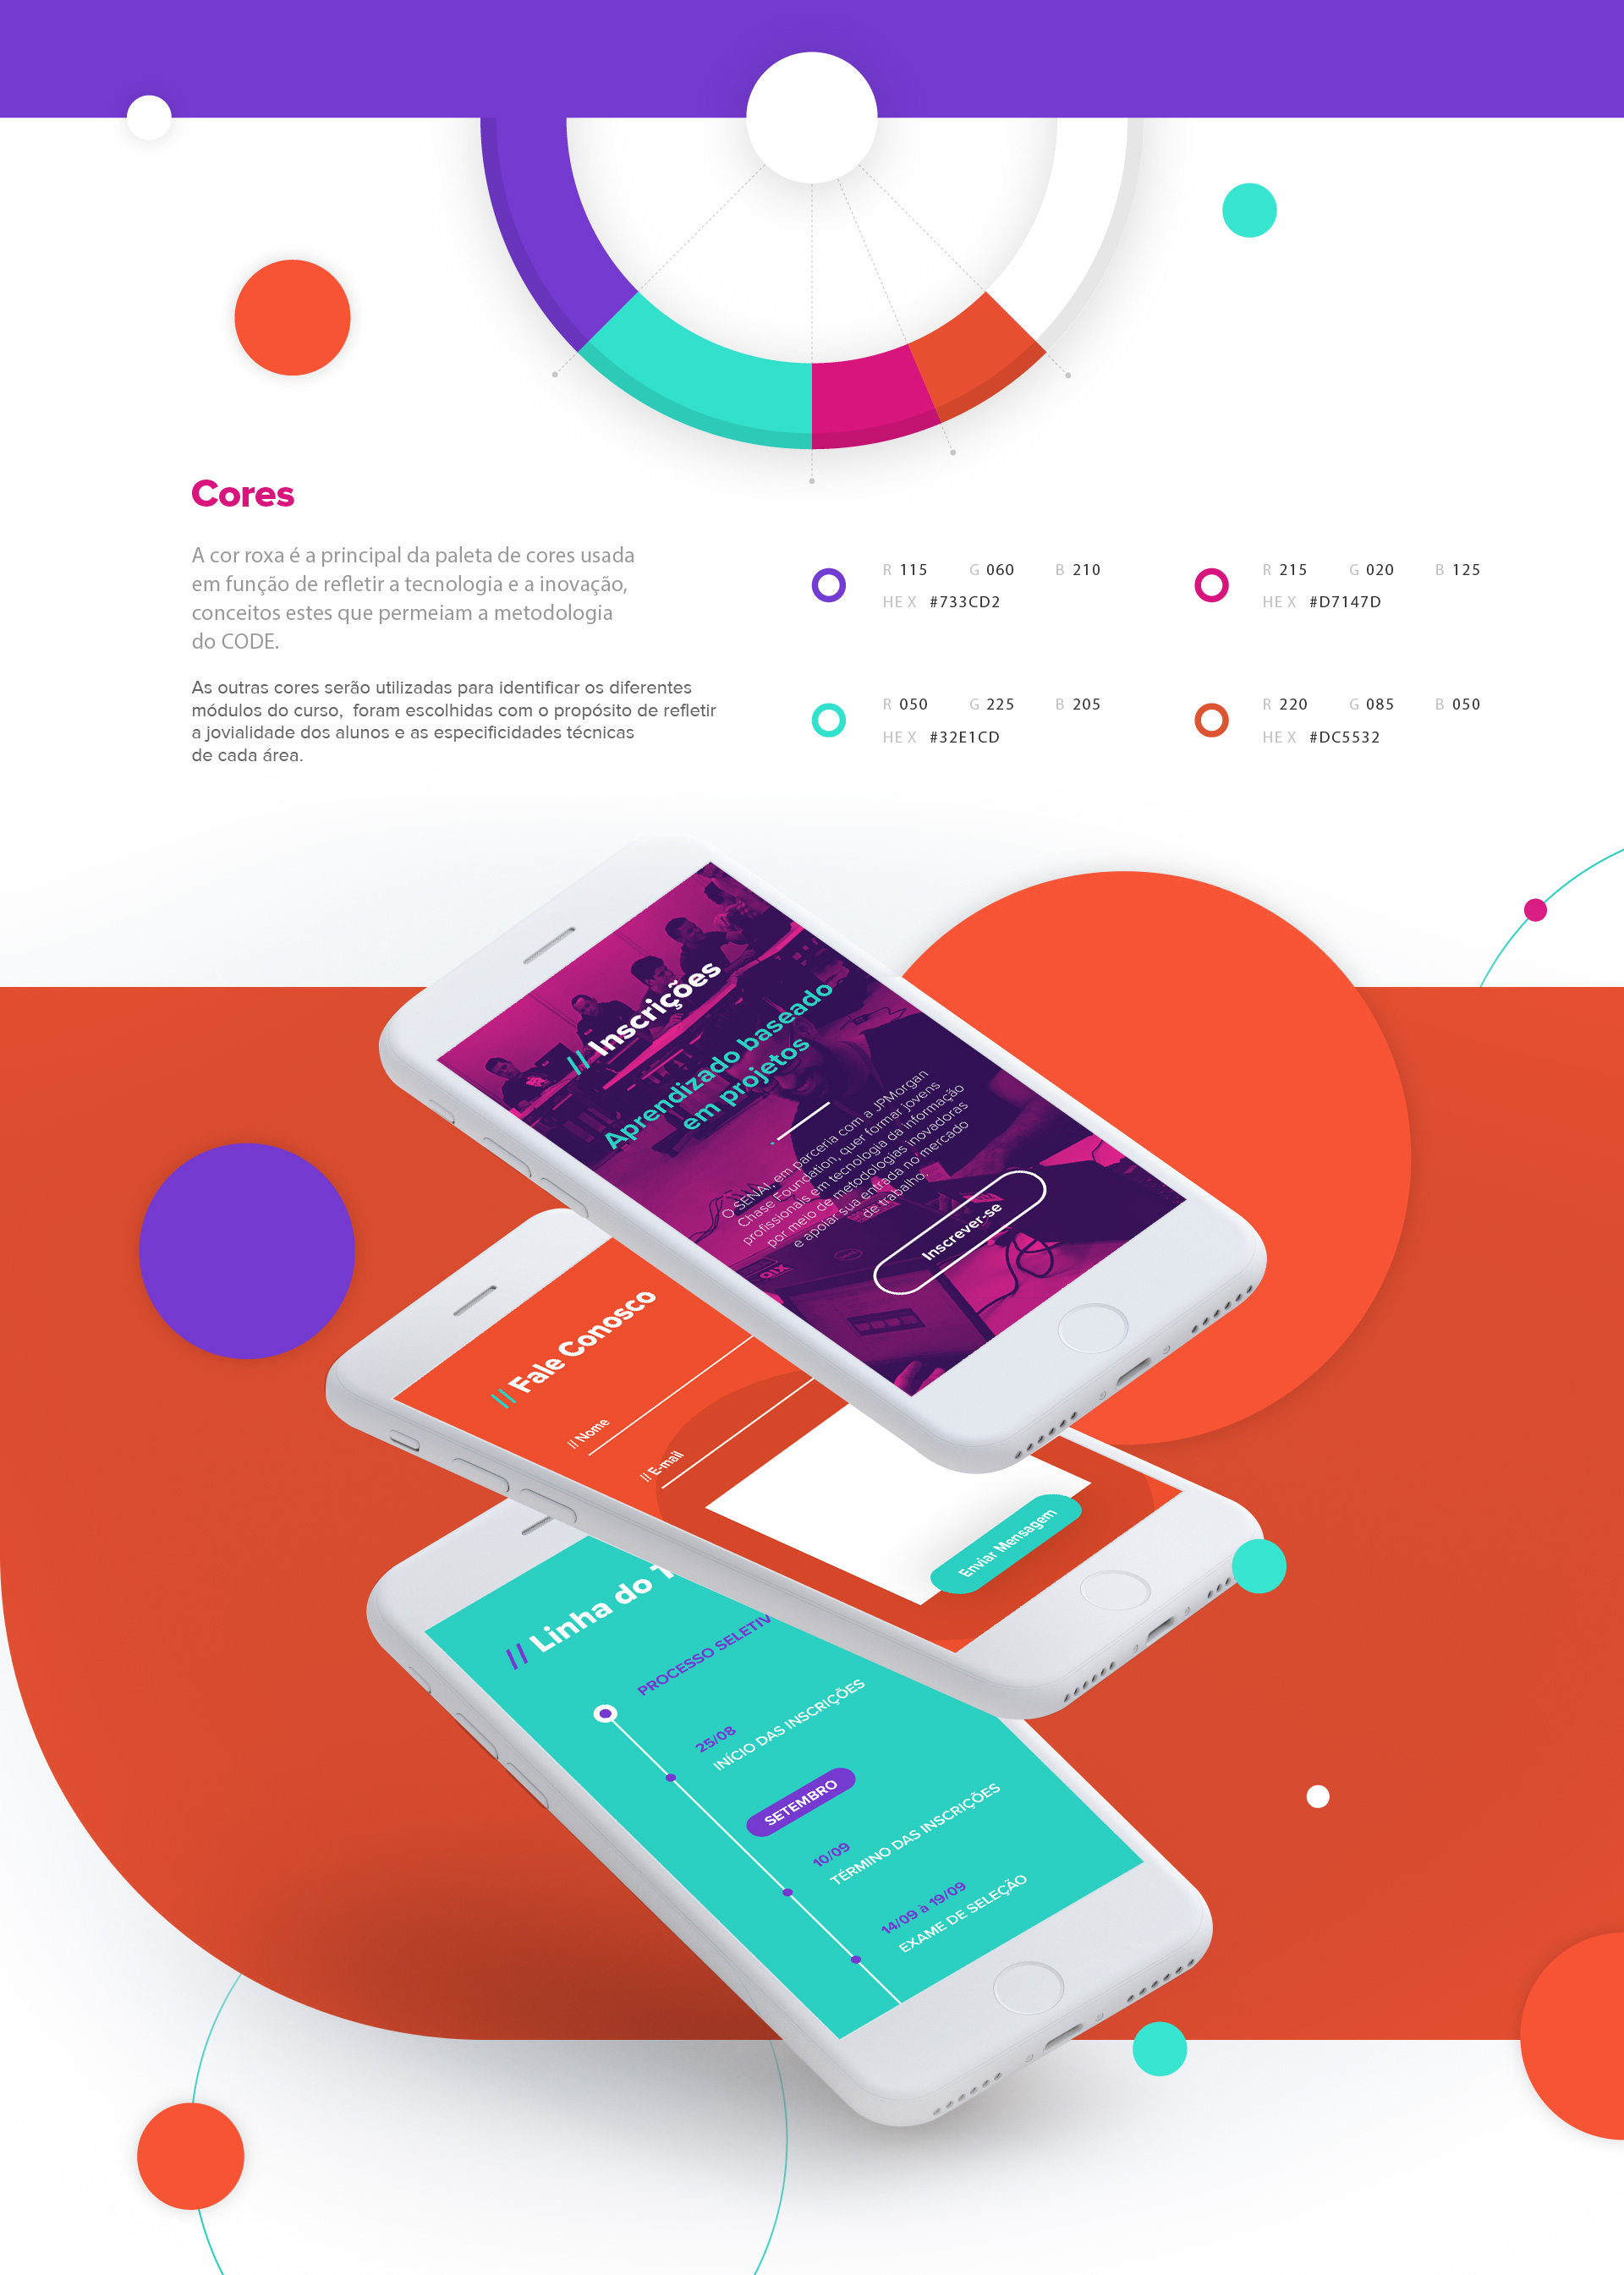 Cores
A cor roxa é a principal da paleta de cores usada
em função de refletir a tecnologia e a inovação,
conceitos estes que permeiam a metodologia
do CODE.
As outras cores serão utilizadas para identificar os diferentes
módulos do curso,  foram escolhidas com o propósito de refletir
a jovialidade dos alunos e as especificidades técnicas
de cada área.
R 115 G 060 B 210
HEX #733CD2
R 215 G 020 B 125
HEX #D7147D
R 050 G 225 B 205
HEX #32E1CD
R 220 G 085 B 050
HEX #DC5532
// Inscrições
Aprendizado baseado
em projetos
O SENAI, em parceria com a JPMorgan
Chase Foundation, quer formar jovens
profissionais em tecnologia da informação
por meio de metodologias inovadoras
e apoiar sua entrada no mercado
de trabalho.
Inscrever-se
// Fale Conosco
// Nome
// E-mail
Enviar Mensagem
// Linha do T
PROCESSO SELETIV
25/08
INÍCIO DAS INSCRIÇÕES
SETEMBRO
10/09
TÉRMINO DAS INSCRIÇÕES
14/09 à 19/09
EXAME DE SELEÇÃO